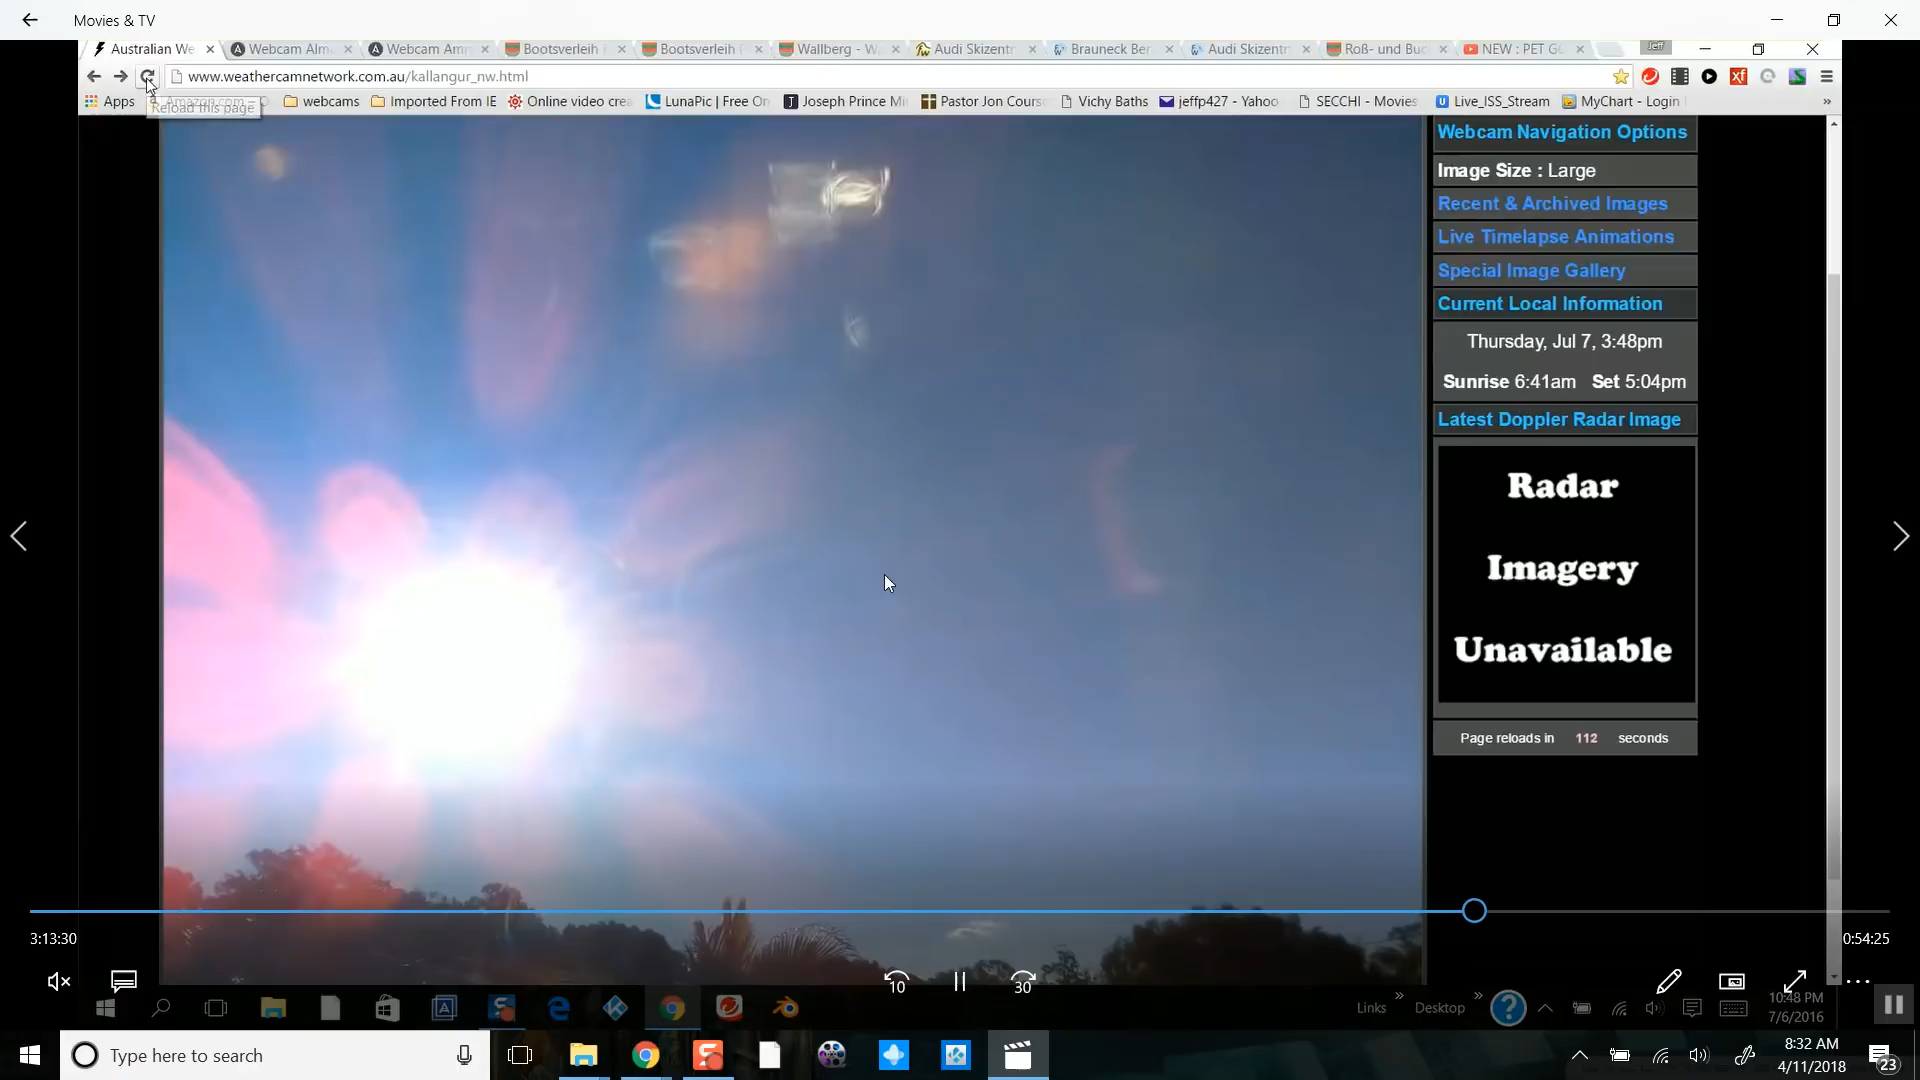 Movies & TV
Australian We
Webcam Alm
Webcam Amr
Bootsverleih
Bootsverleih
Wallberg - W
Audi Skizentr
Brauneck Ber
Audi Skizentr
Roß- und Buc
NEW : PET G
Jeff
www.weathercamnetwork.com.au/kallangur_nw.html
Apps
Amazon.com –
webcams
Imported From IE
Online video crea
LunaPic | Free On
Joseph Prince Mi
Pastor Jon Cours
Vichy Baths
jeffp427 - Yahoo
SECCHI - Movies
Live_ISS_Stream
MyChart - Login
»
Reload this page
Webcam Navigation Options
Image Size : Large
Recent & Archived Images
Live Timelapse Animations
Special Image Gallery
Current Local Information
Thursday, Jul 7, 3:48pm
Sunrise 6:41am Set 5:04pm
Latest Doppler Radar Image
Radar
Imagery
Unavailable
Page reloads in 112 seconds
3:13:30
0:54:25
10
30
Links »
Desktop »
10:48 PM
7/6/2016
Type here to search
8:32 AM
4/11/2018
23